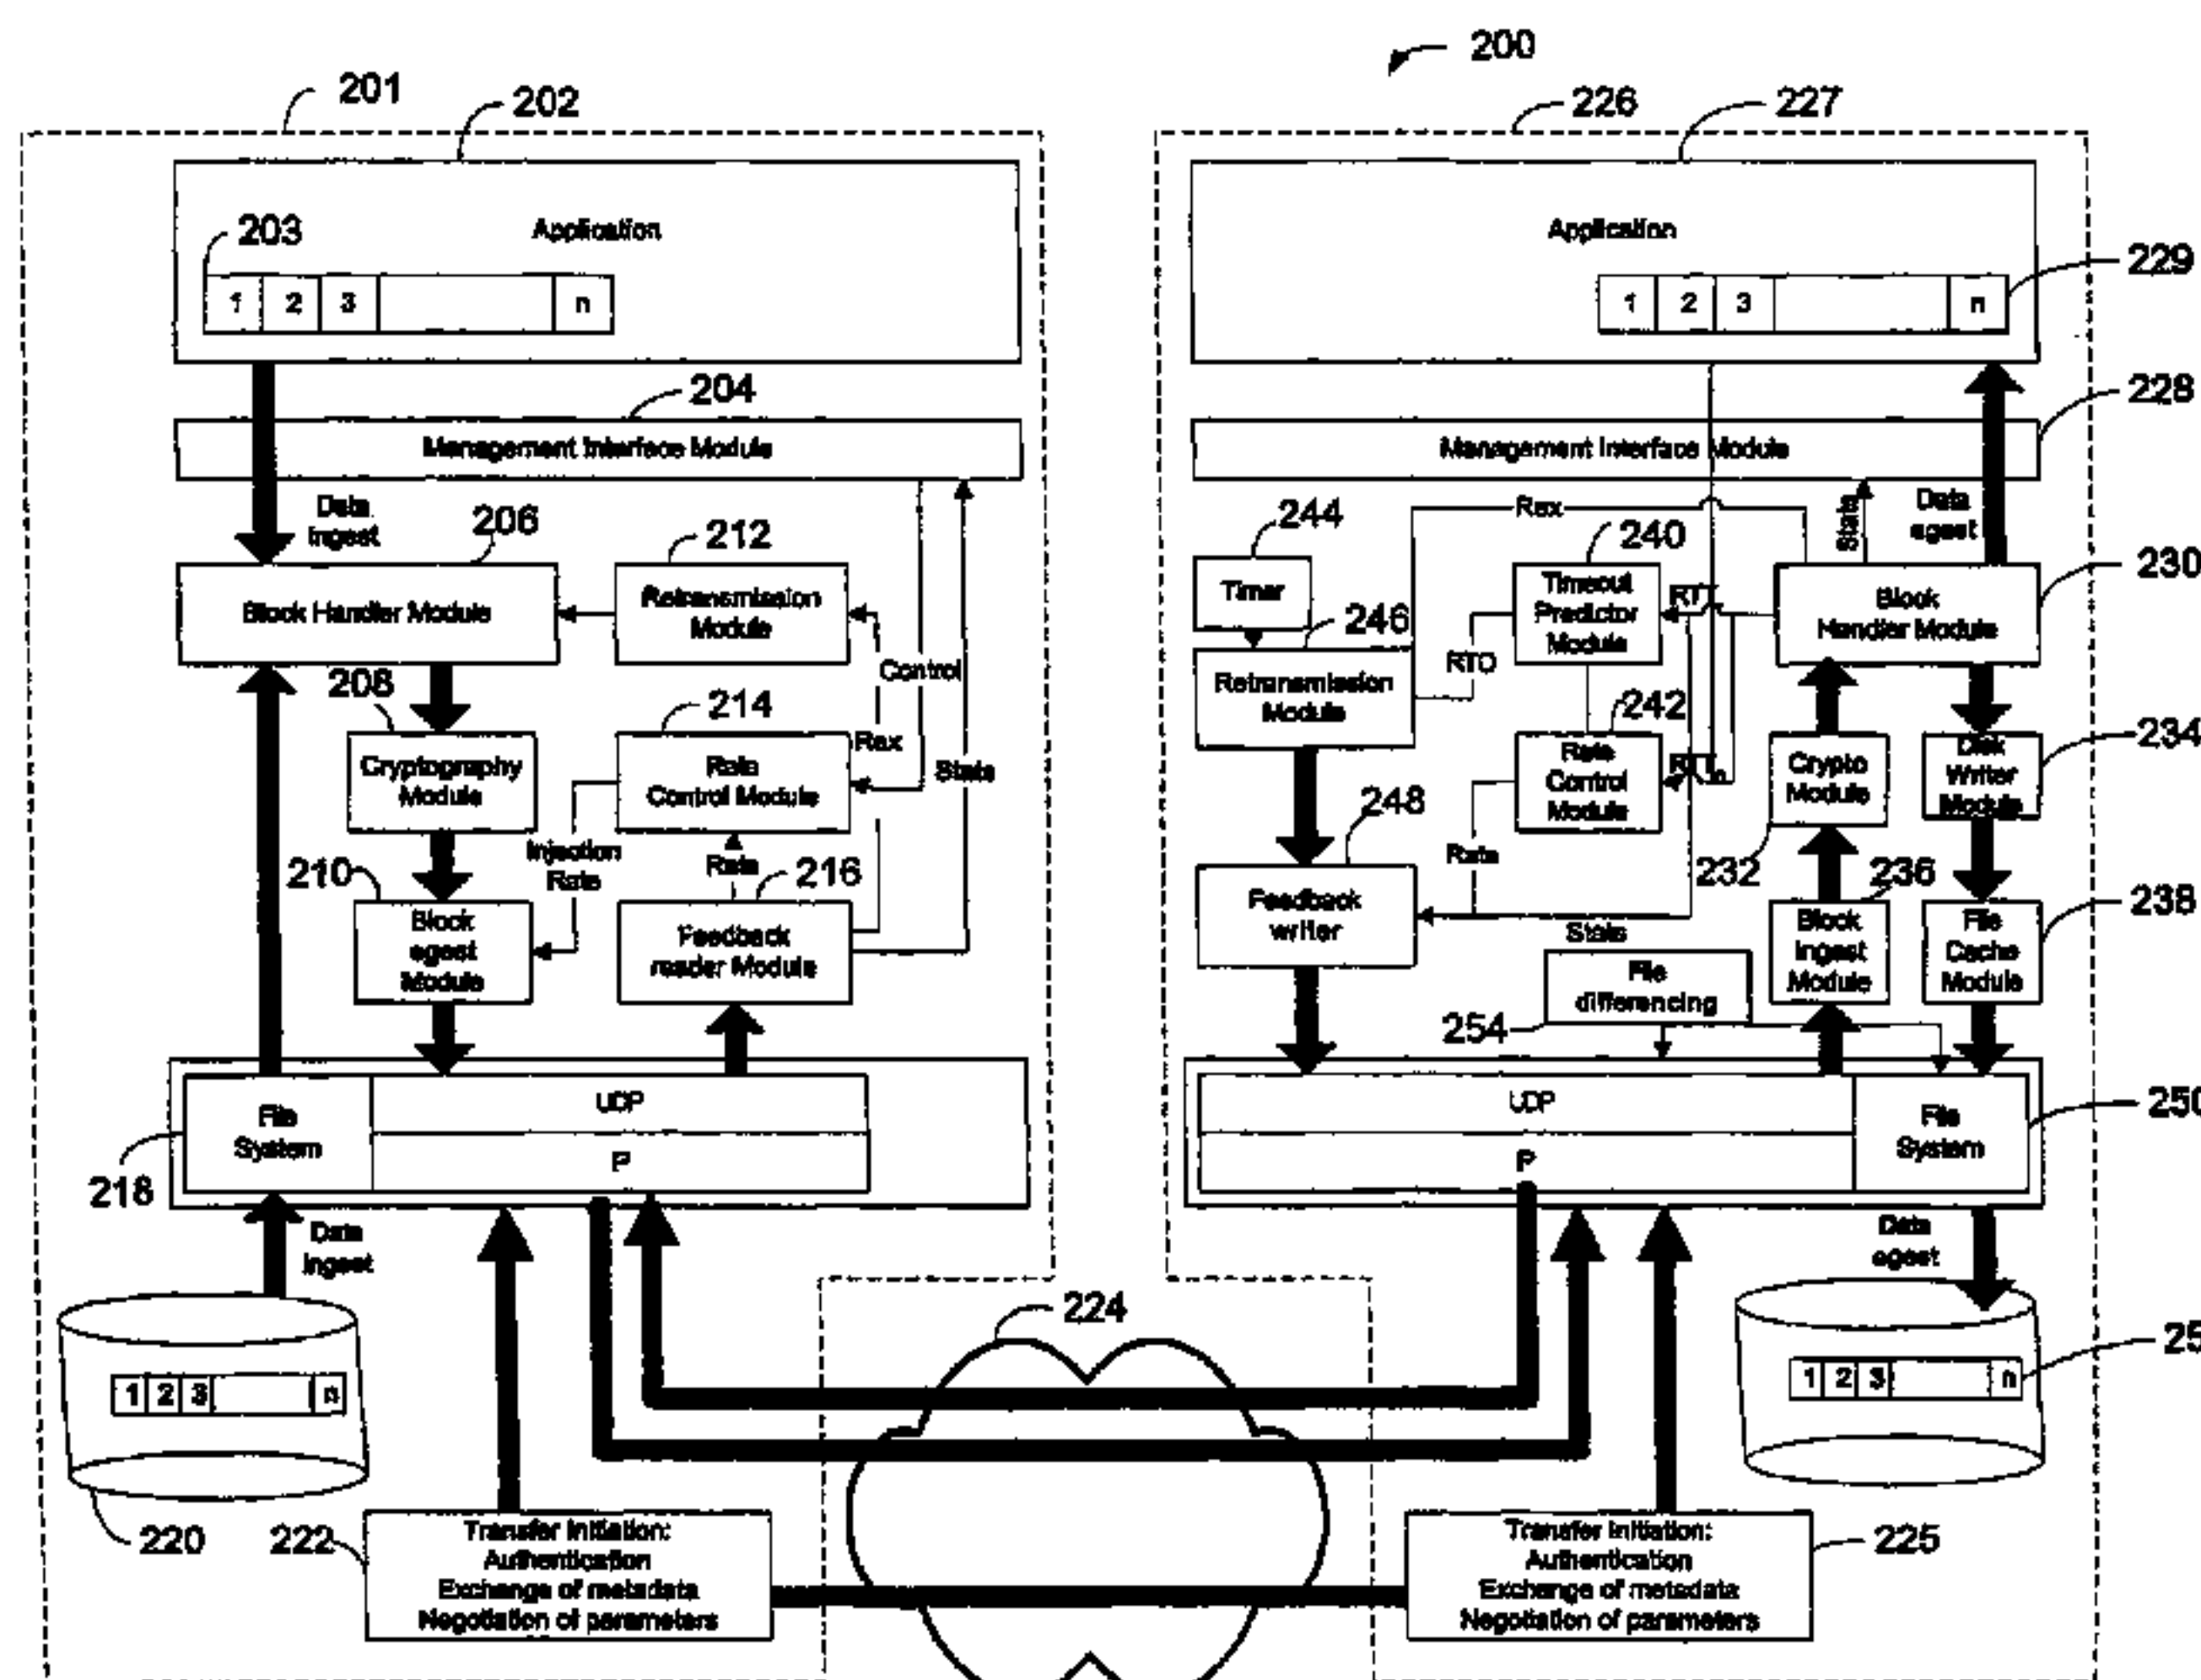 200
201
202
226
227
Application
203
1 2 3 n
Application
229
1 2 3 n
204
228
Management Interface Module
Management Interface Module
Data
Ingest
206
212
Rex
Stats
Data
egest
244
240
230
Block Handler Module
Retransmission
Module
Timer
Timeout
Predictor
Module
RTT
Block
Handler Module
246
Control
RTO
208
214
Retransmission
Module
242
234
Cryptography
Module
Rate
Control Module
Rex
Stats
Rate
Control
Module
Crypto
Module
Disk
Writer
Module
248
210
Injection
Rate
Rate
216
Rate
232
236
Block
egest
Module
Feedback
reader Module
Feedback
writer
Stats
Block
Ingest
Module
File
Cache
Module
238
File
differencing
254
File
System
UDP
IP
218
UDP
IP
File
System
250
Data
Ingest
Data
egest
224
1 2 3 n
1 2 3 n
25
220
222
Transfer Initiation:
Authentication
Exchange of metadata
Negotiation of parameters
Transfer Initiation:
Authentication
Exchange of metadata
Negotiation of parameters
225